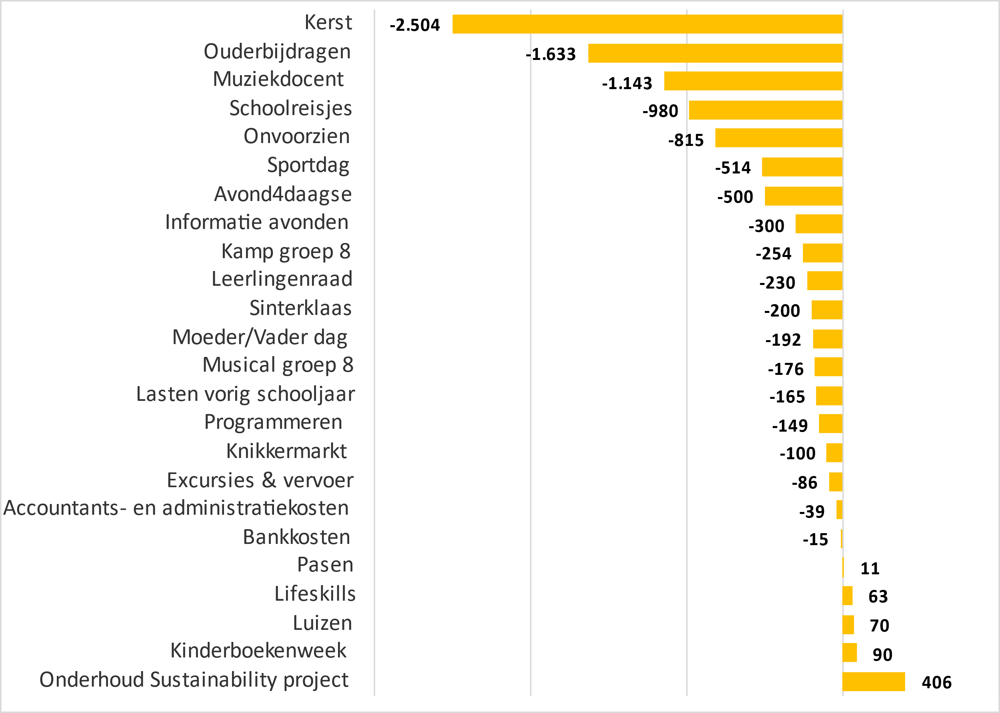 Kerst -2.504
Ouderbijdragen -1.633
Muziekdocent -1.143
Schoolreisjes -980
Onvoorzien -815
Sportdag -514
Avond4daagse -500
Informatie avonden -300
Kamp groep 8 -254
Leerlingenraad -230
Sinterklaas -200
Moeder/Vader dag -192
Musical groep 8 -176
Lasten vorig schooljaar -165
Programmeren -149
Knikkermarkt -100
Excursies & vervoer -86
Accountants- en administratiekosten -39
Bankkosten -15
Pasen 11
Lifeskills 63
Luizen 70
Kinderboekenweek 90
Onderhoud Sustainability project 406